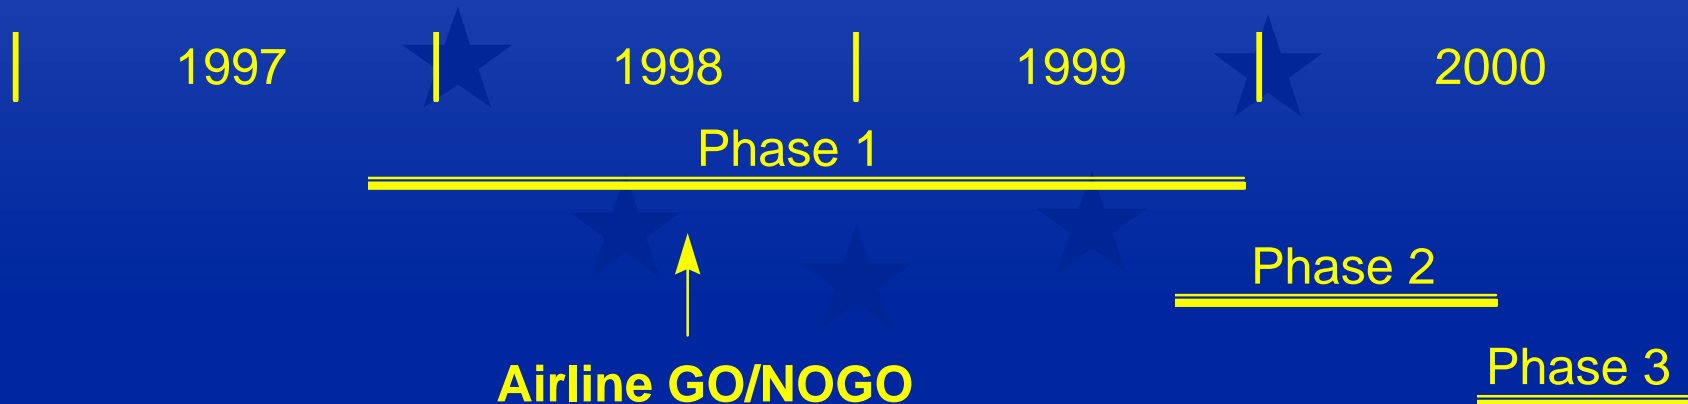 1997 1998 1999 2000
Phase 1
Phase 2
Airline GO/NOGO
Phase 3